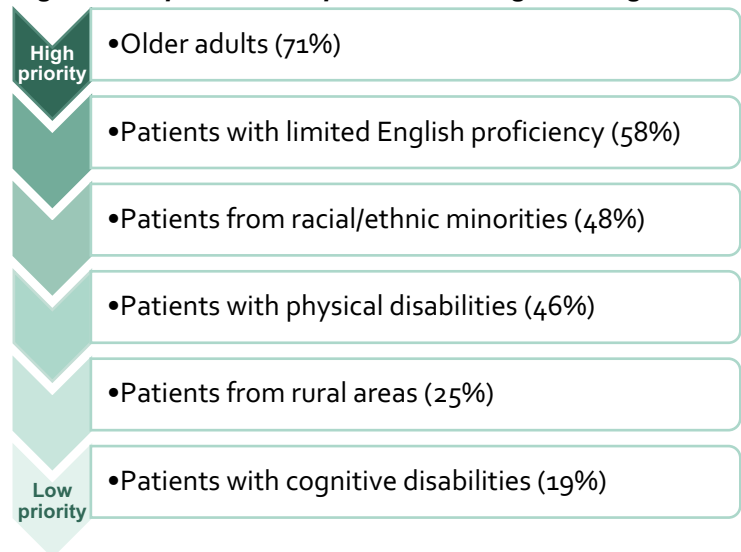 High priority
•Older adults (71%)
•Patients with limited English proficiency (58%)
•Patients from racial/ethnic minorities (48%)
•Patients with physical disabilities (46%)
•Patients from rural areas (25%)
Low priority
•Patients with cognitive disabilities (19%)